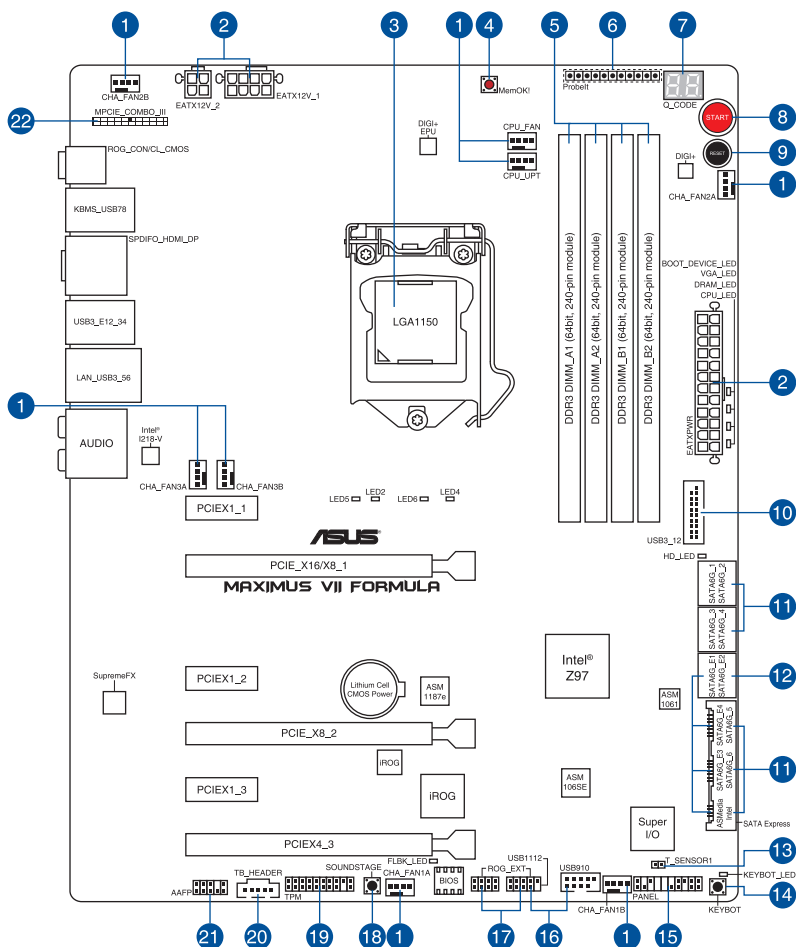 1
2
3
1
4
5
6
7
CHA_FAN2B
EATX12V_2
EATX12V_1
MemOK!
ProbeIt
Q_CODE
22
MPCIE_COMBO_III
DIGI+
EPU
CPU_FAN
CPU_UPT
START
8
RESET
9
DIGI+
CHA_FAN2A
1
ROG_CON/CL_CMOS
KBMS_USB78
SPDIFO_HDMI_DP
USB3_E12_34
LAN_USB3_56
AUDIO
1
LGA1150
DDR3 DIMM_A1 (64bit, 240-pin module)
DDR3 DIMM_A2 (64bit, 240-pin module)
DDR3 DIMM_B1 (64bit, 240-pin module)
DDR3 DIMM_B2 (64bit, 240-pin module)
BOOT_DEVICE_LED
VGA_LED
DRAM_LED
CPU_LED
EATXPWR
2
Intel®
I218-V
CHA_FAN3A
CHA_FAN3B
PCIEX1_1
LED5
LED2
LED6
LED4
USB3_12
10
HD_LED
ASUS
PCIE_X16/X8_1
MAXIMUS VII FORMULA
SATA6G_1
SATA6G_2
SATA6G_3
SATA6G_4
11
SATA6G_E1
SATA6G_E2
12
Intel®
Z97
SupremeFX
PCIEX1_2
Lithium Cell
CMOS Power
ASM
1187e
ASM
1061
SATA6G_E4
SATA6G_5
SATA6G_E3
SATA6G_6
11
ASMedia
Intel
SATA Express
PCIE_X8_2
iROG
PCIEX1_3
iROG
ASM
106SE
Super
I/O
PCIEX4_3
FLBK_LED
BIOS
T_SENSOR1
13
KEYBOT_LED
14
KEYBOT
AAFP
TB_HEADER
TPM
SOUNDSTAGE
CHA_FAN1A
ROG_EXT
USB1112
USB910
CHA_FAN1B
PANEL
21
20
19
18
1
17
16
1
15